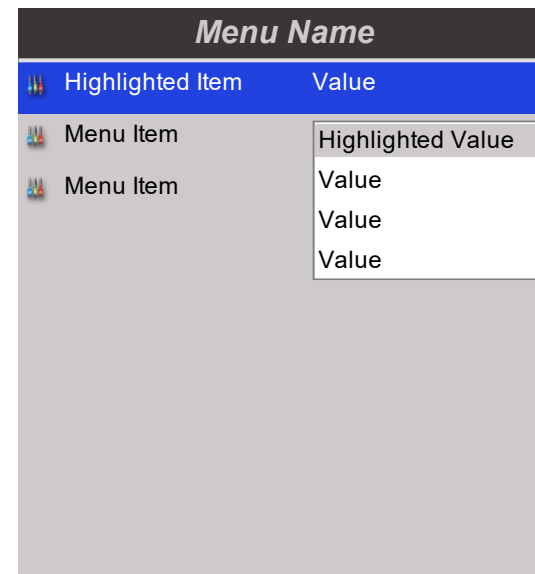 Menu Name
Highlighted Item Value
Menu Item Highlighted Value
Menu Item Value
Value
Value